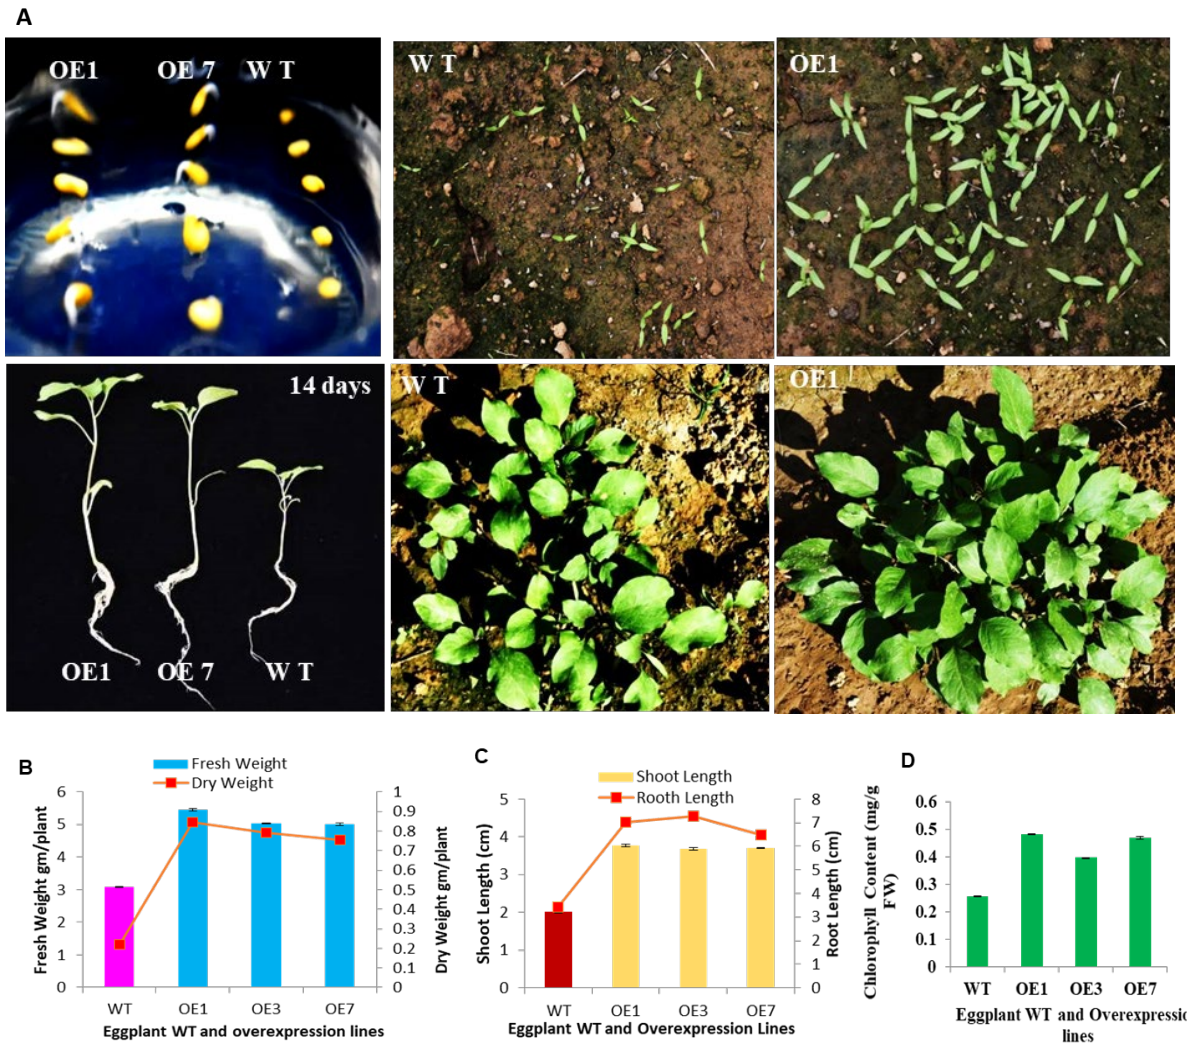 A
OE1 OE 7 W T
W T
OE1
14 days
OE1 OE 7 W T
W T
OE1
B
Fresh Weight
Dry Weight
Fresh Weight gm/plant
6
5
4
3
2
1
0
1
0.9
0.8
0.7
0.6
0.5
0.4
0.3
0.2
0.1
0
Dry Weight gm/plant
WT OE1 OE3 OE7
Eggplant WT and overexpression lines
C
Shoot Length
Rooth Length
Shoot Length (cm)
5
4
3
2
1
0
8
7
6
5
4
3
2
1
0
Root Length (cm)
WT OE1 OE3 OE7
Eggplant WT and Overexpression Lines
D
Chlorophyll Content (mg/g
FW)
0.6
0.5
0.4
0.3
0.2
0.1
0
WT OE1 OE3 OE7
Eggplant WT and Overexpressio
lines